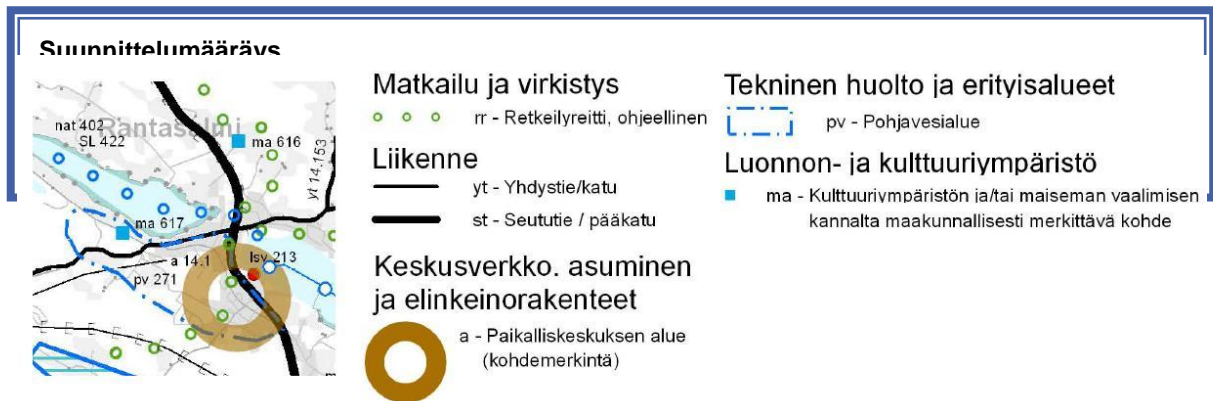 Suunnittelumääräys
nat 402
SL 422
Rantasalmi
ma 616
yt 14.153
ma 617
a 14.1
lsv 213
pv 271
E E E E E
Matkailu ja virkistys
rr - Retkeilyreitti, ohjeellinen
Liikenne
yt - Yhdystie/katu
st - Seututie / pääkatu
Keskusverkko. asuminen
ja elinkeinorakenteet
a - Paikalliskeskuksen alue
(kohdemerkintä)
Tekninen huolto ja erityisalueet
pv - Pohjavesialue
Luonnon- ja kulttuuriympäristö
ma - Kulttuuriympäristön ja/tai maiseman vaalimisen
kannalta maakunnallisesti merkittävä kohde